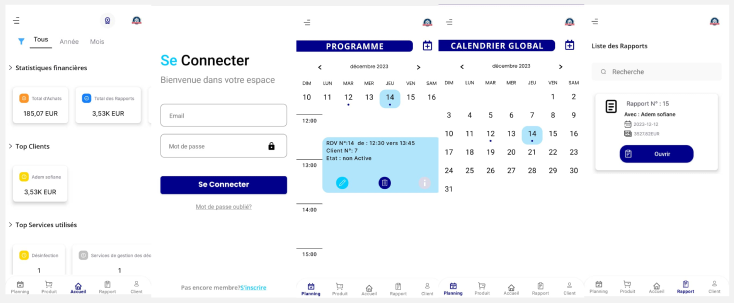 Tous Année Mois
Statistiques financières
Total d'Achats
185,07 EUR
Total des Rapports
3,53K EUR
Top Clients
Adem sofiane
3,53K EUR
Top Services utilisés
Désinfection
1
Services de gestion des dés
1
Planning Produit Accueil Rapport Client
Se Connecter
Bienvenue dans votre espace
Email
Mot de passe
Se Connecter
Mot de passe oublié?
Pas encore membre?S'inscrire
PROGRAMME
décembre 2023
DIM LUN MAR MER JEU VEN SAM
10 11 12 13 14 15 16
12:00
RDV N°:14 de : 12:30 vers 13:45
Client N°: 7
Etat : non Active
13:00
14:00
15:00
Planning Produit Accueil Rapport Client
CALENDRIER GLOBAL
décembre 2023
DIM LUN MAR MER JEU VEN SAM
1 2
3 4 5 6 7 8 9
10 11 12 13 14 15 16
17 18 19 20 21 22 23
24 25 26 27 28 29 30
31
Planning Produit Accueil Rapport Client
Liste des Rapports
Recherche
Rapport N° : 15
Avec : Adem sofiane
2023-12-12
Ouvrir
Planning Produit Accueil Rapport Client